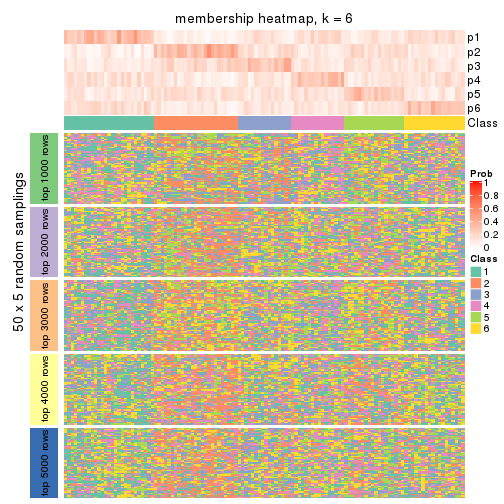 membership heatmap, k = 6
p1
p2
p3
p4
p5
p6
Class
50 x 5 random samplings
top 1000 rows
top 2000 rows
top 3000 rows
top 4000 rows
top 5000 rows
Prob
1
0.8
0.6
0.4
0.2
0
Class
1
2
3
4
5
6